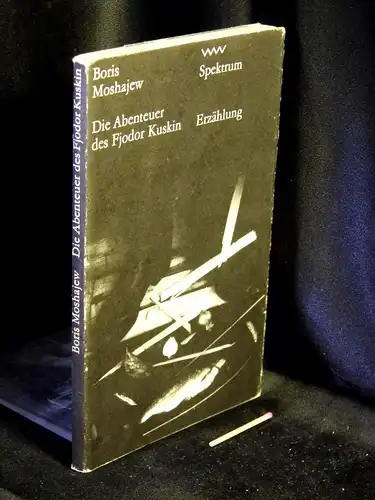 Boris
Moshajew
Spektrum
Die Abenteuer
des Fjodor Kuskin
Erzählung
Boris Moshajew Die Abenteuer des Fjodor Kuskin